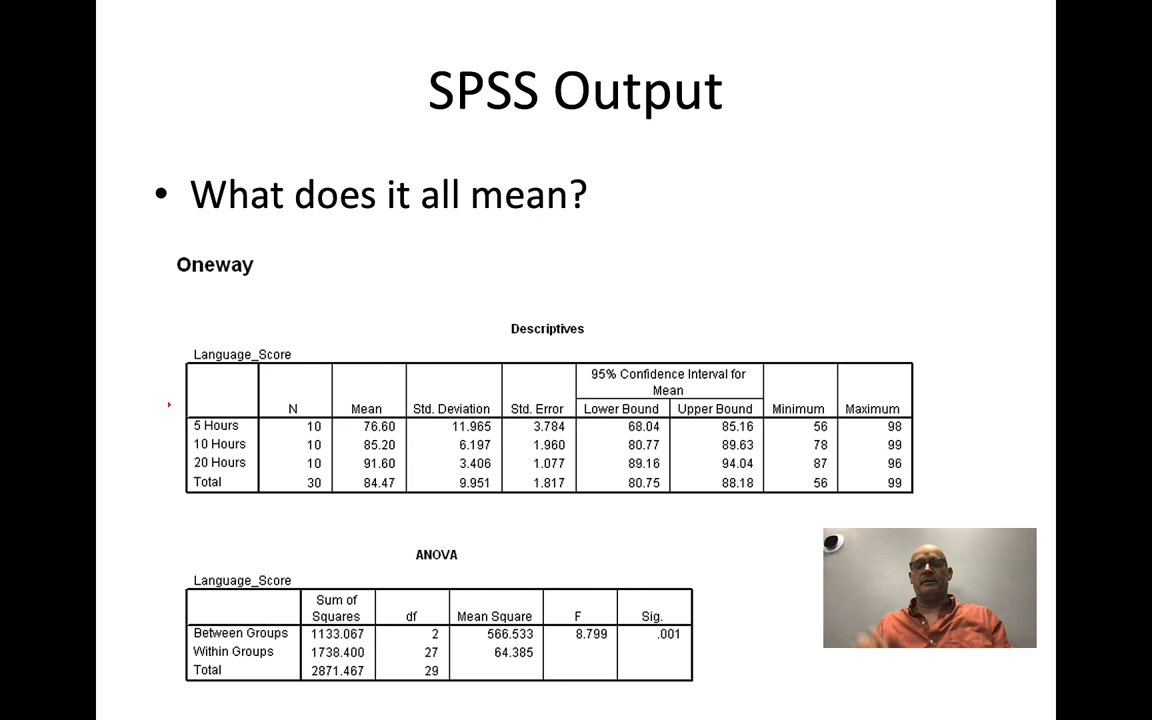 SPSS Output
• What does it all mean?
Oneway
Descriptives
Language_Score
95% Confidence Interval for
Mean
N Mean Std. Deviation Std. Error Lower Bound Upper Bound Minimum Maximum
5 Hours 10 76.60 11.965 3.784 68.04 85.16 56 98
10 Hours 10 85.20 6.197 1.960 80.77 89.63 78 99
20 Hours 10 91.60 3.406 1.077 89.16 94.04 87 96
Total 30 84.47 9.951 1.817 80.75 88.18 56 99
ANOVA
Language_Score
Sum of
Squares df Mean Square F Sig.
Between Groups 1133.067 2 566.533 8.799 .001
Within Groups 1738.400 27 64.385
Total 2871.467 29